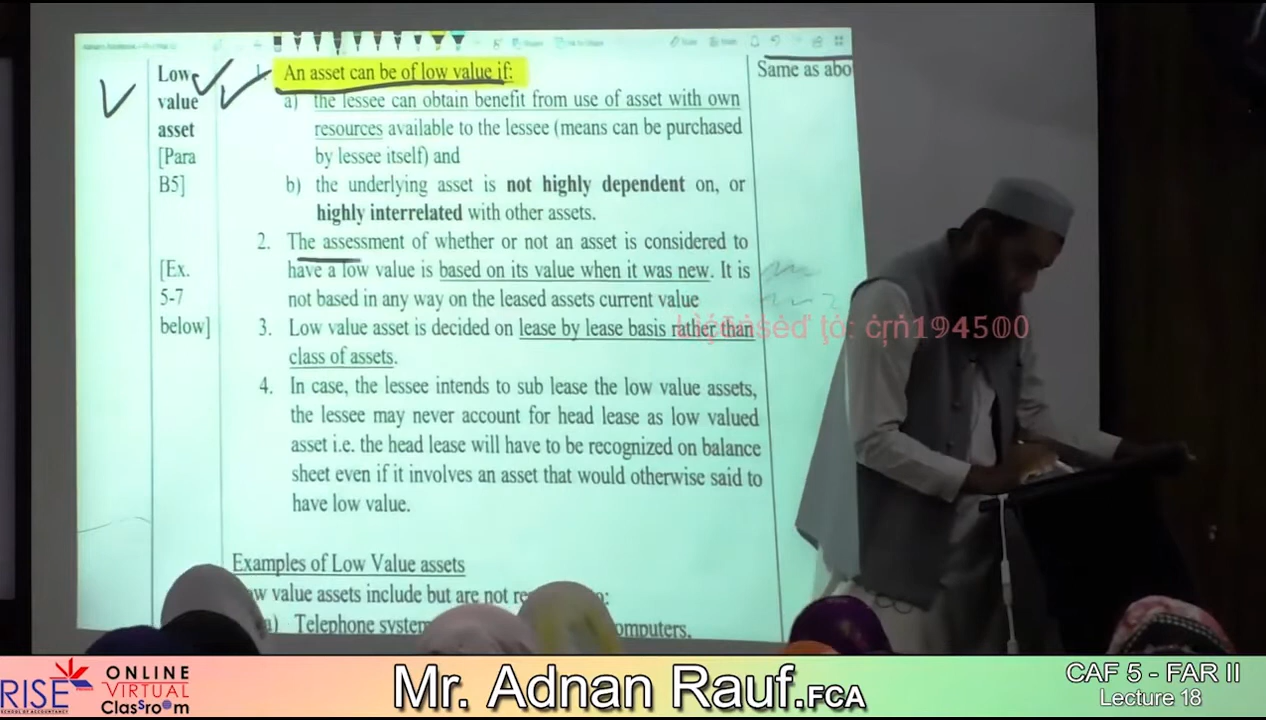 Low
value
asset
[Para
B5]
[Ex.
5-7
below]
1. An asset can be of low value if:
a) the lessee can obtain benefit from use of asset with own
resources available to the lessee (means can be purchased
by lessee itself) and
b) the underlying asset is not highly dependent on, or
highly interrelated with other assets.
2. The assessment of whether or not an asset is considered to
have a low value is based on its value when it was new. It is
not based in any way on the leased assets current value
3. Low value asset is decided on lease by lease basis rather than
class of assets.
4. In case, the lessee intends to sub lease the low value assets,
the lessee may never account for head lease as low valued
asset i.e. the head lease will have to be recognized on balance
sheet even if it involves an asset that would otherwise said to
have low value.
Examples of Low Value assets
ow value assets include but are not re
a) Telephone system
omputers.
Same as abo
Licensed to: crn194500
RISE
ONLINE
VIRTUAL
Classroom
Mr. Adnan Rauf.FCA
CAF 5 - FAR II
Lecture 18